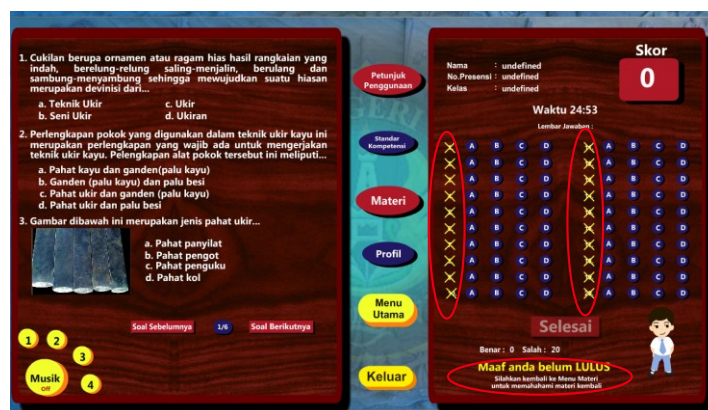 1. Cukilan berupa ornamen atau ragam hias hasil rangkaian yang
indah, berelung-relung saling-menjalin, berulang dan
sambung-menyambung sehingga mewujudkan suatu hiasan
merupakan devinisi dari...
a. Teknik Ukir
c. Ukir
b. Seni Ukir
d. Ukiran
2. Perlengkapan pokok yang digunakan dalam teknik ukir kayu ini
merupakan perlengkapan yang wajib ada untuk mengerjakan
teknik ukir kayu. Pelengkapan alat pokok tersebut ini meliputi...
a. Pahat kayu dan ganden(palu kayu)
b. Ganden (palu kayu) dan palu besi
c. Pahat ukir dan ganden (palu kayu)
d. Pahat ukir dan palu besi
3. Gambar dibawah ini merupakan jenis pahat ukir...
a. Pahat panyilat
b. Pahat pengot
c. Pahat penguku
d. Pahat kol
Soal Sebelumnya
1/6
Soal Berikutnya
1
2
3
4
Musik
Off
Petunjuk
Penggunaan
Standar
Kompetensi
Materi
Profil
Menu
Utama
Keluar
Skor
0
Nama : undefined
No.Presensi : undefined
Kelas : undefined
Waktu 24:53
Lembar Jawaben :
A B C D A B C D
A B C D A B C D
A B C D A B C D
A B C D A B C D
A B C D A B C D
A B C D A B C D
A B C D A B C D
A B C D A B C D
A B C D A B C D
A B C D A B C D
Selesai
Benar : 0 Salah : 20
Maaf anda belum LULUS
Silahkan kembali ke Menu Materi
untuk memahahami materi kembali